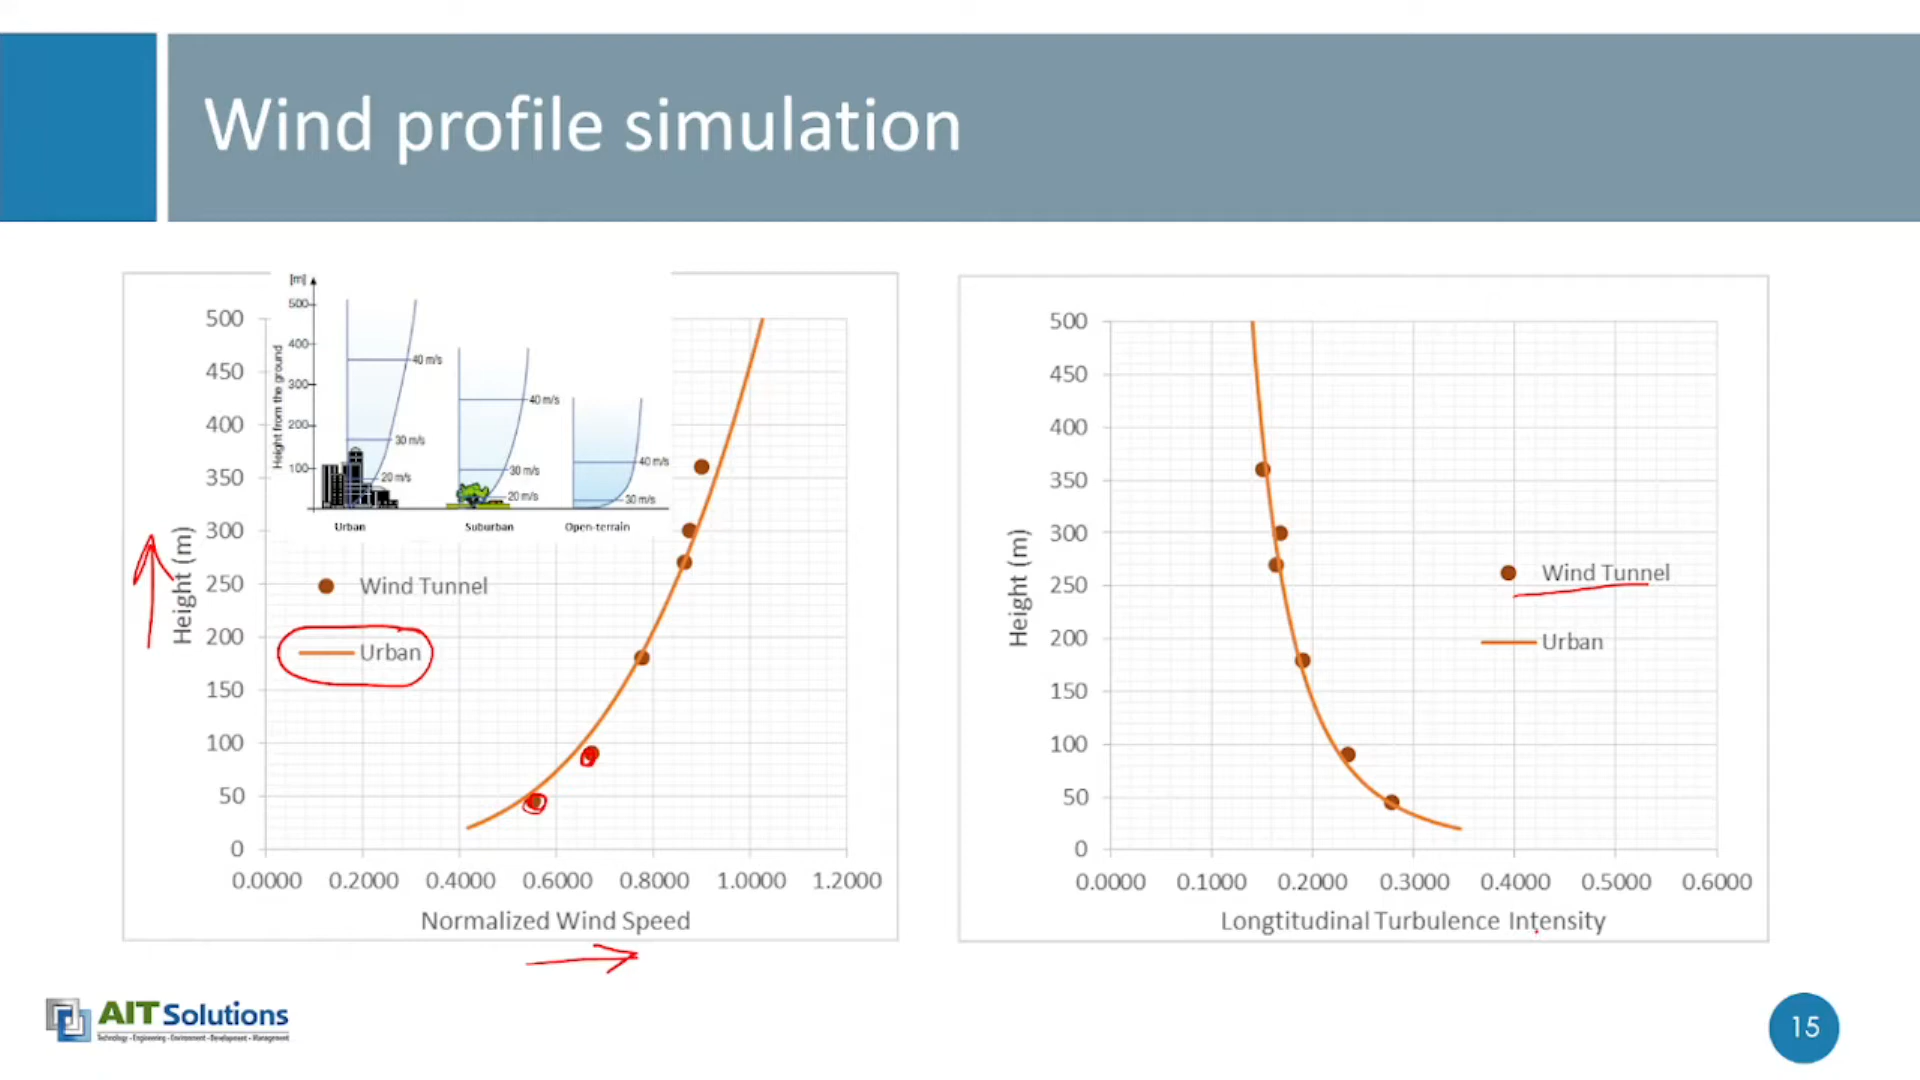 Wind profile simulation
[m]
500
400
300
200
100
Height from the ground
40 m/s
30 m/s
20 m/s
Urban
40 m/s
30 m/s
20 m/s
Suburban
40 m/s
30 m/s
Open-terrain
500
450
400
350
300
250
200
150
100
50
0
Height (m)
Wind Tunnel
Urban
0.0000 0.2000 0.4000 0.6000 0.8000 1.0000 1.2000
Normalized Wind Speed
500
450
400
350
300
250
200
150
100
50
0
Height (m)
Wind Tunnel
Urban
0.0000 0.1000 0.2000 0.3000 0.4000 0.5000 0.6000
Longtitudinal Turbulence Intensity
AIT Solutions
Technology - Engineering - Environment - Development - Management
15